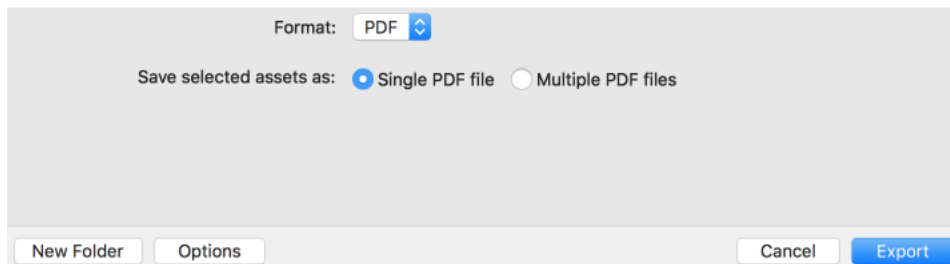 Format: PDF
Save selected assets as: Single PDF file Multiple PDF files
New Folder Options Cancel Export